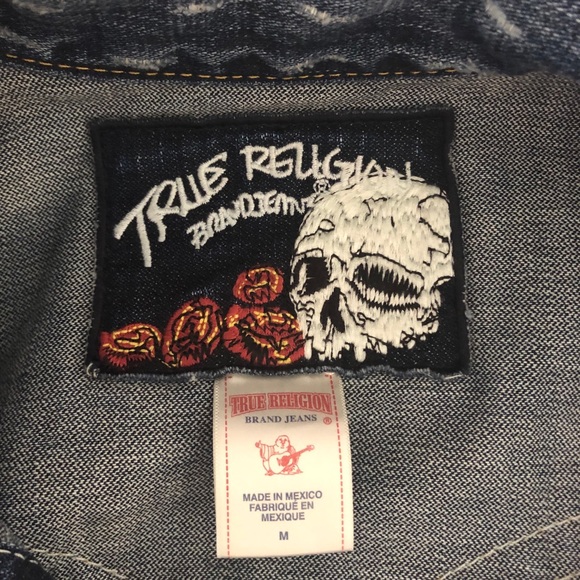 TRUE RELIGION
BRAND JEANS
®
TRUE RELIGION
BRAND JEANS ®
MADE IN MEXICO
FABRIQUÉ EN
MEXIQUE
M